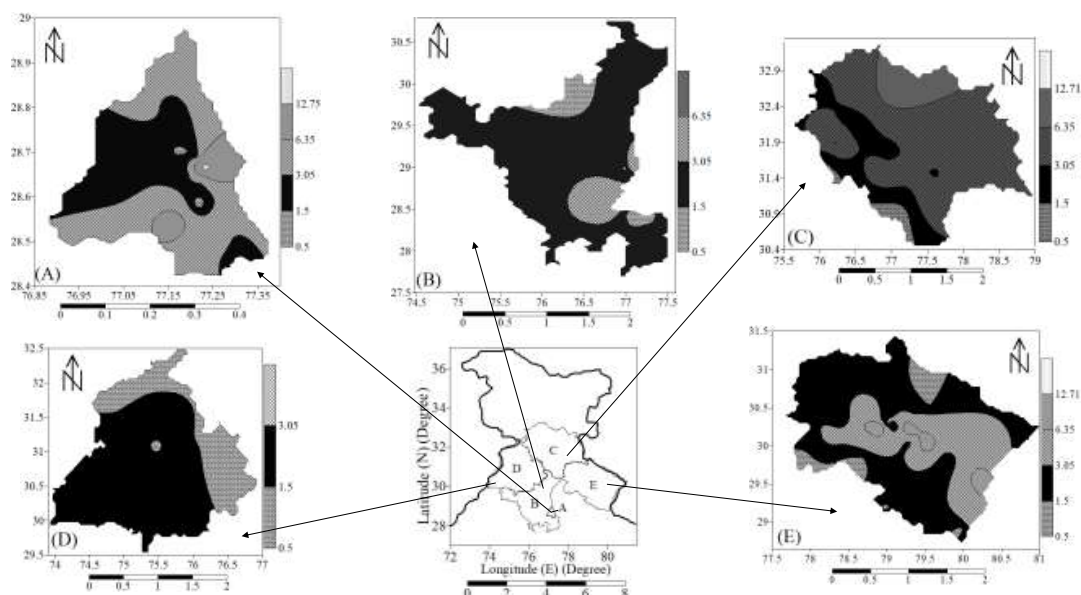 29
28.9
28.8
28.7
28.6
28.5
28.4
N
12.75
6.35
3.05
1.5
0.5
(A)
76.85 76.95 77.05 77.15 77.25 77.35
0 0.1 0.2 0.3 0.4
30.5
30
29.5
29
28.5
28
27.5
N
6.35
3.05
1.5
0.5
(B)
74.5 75 75.5 76 76.5 77 77.5
0 0.5 1 1.5 2
32.9
32.4
31.9
31.4
30.9
30.4
N
12.71
6.35
3.05
1.5
0.5
(C)
75.5 76 76.5 77 77.5 78 78.5 79
0 0.5 1 1.5 2
32.5
32
31.5
31
30.5
30
29.5
N
3.05
1.5
0.5
(D)
74 74.5 75 75.5 76 76.5 77
0 0.5 1 1.5 2
Latitude (N) (Degree)
36
34
32
30
28
C
D
E
B
A
72 74 76 78 80
Longitude (E) (Degree)
0 2 4 6 8
31.5
31
30.5
30
29.5
29
N
12.71
6.35
3.05
1.5
0.5
(E)
77.5 78 78.5 79 79.5 80 80.5 81
0 0.5 1 1.5 2